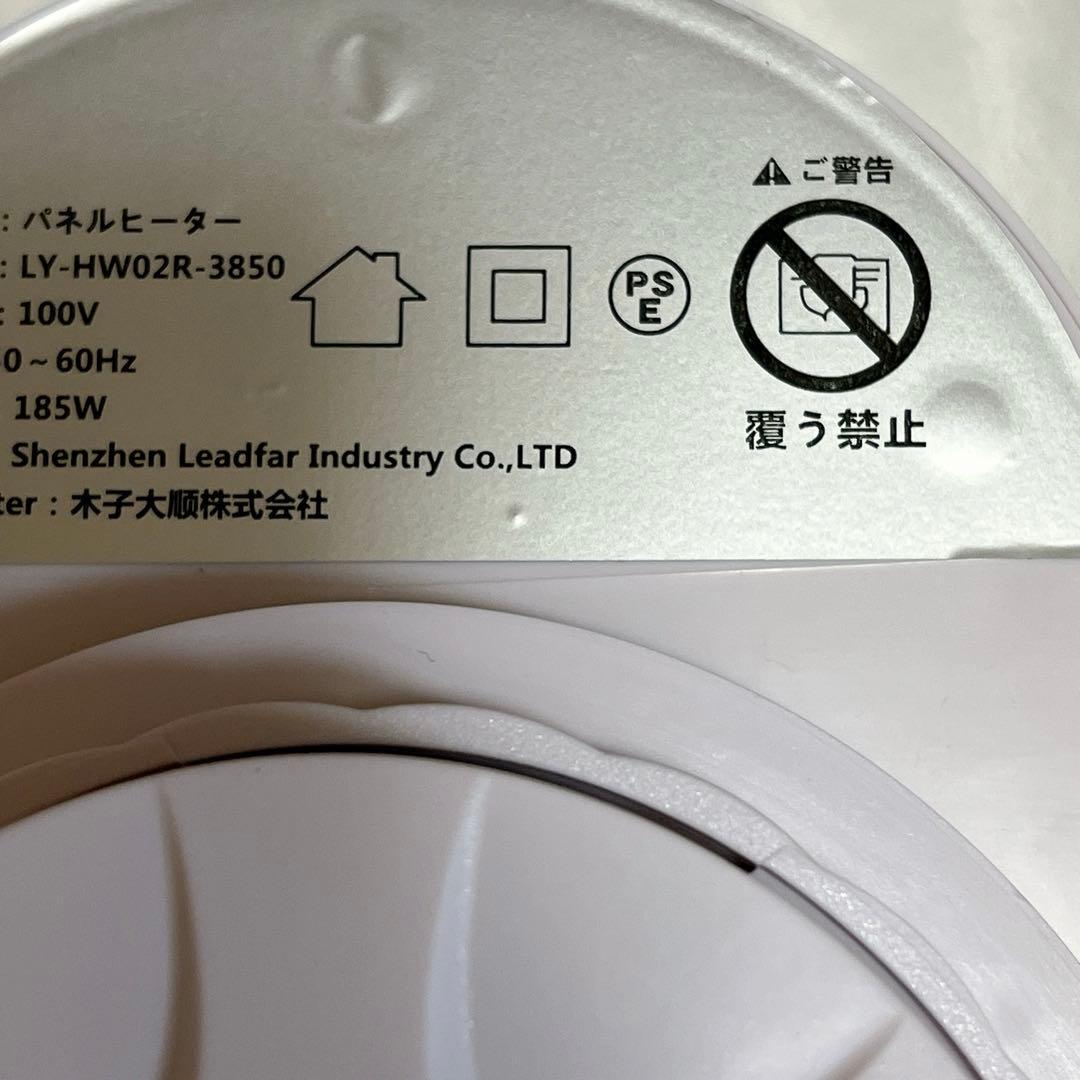 : パネルヒーター
: LY-HW02R-3850
: 100V
50～60Hz
185W
Shenzhen Leadfar Industry Co.,LTD
ter : 木子大顺株式会社
PS
E
ご警告
覆う禁止